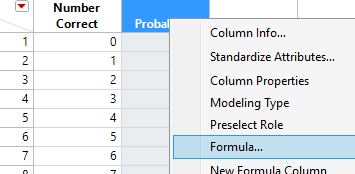 Number
Correct
Column Info...
Standardize Attributes...
Column Properties
Modeling Type
Preselect Role
Formula...
New Formula Column
1 0
2 1
3 2
4 3
5 4
6 5
7 6
8 7